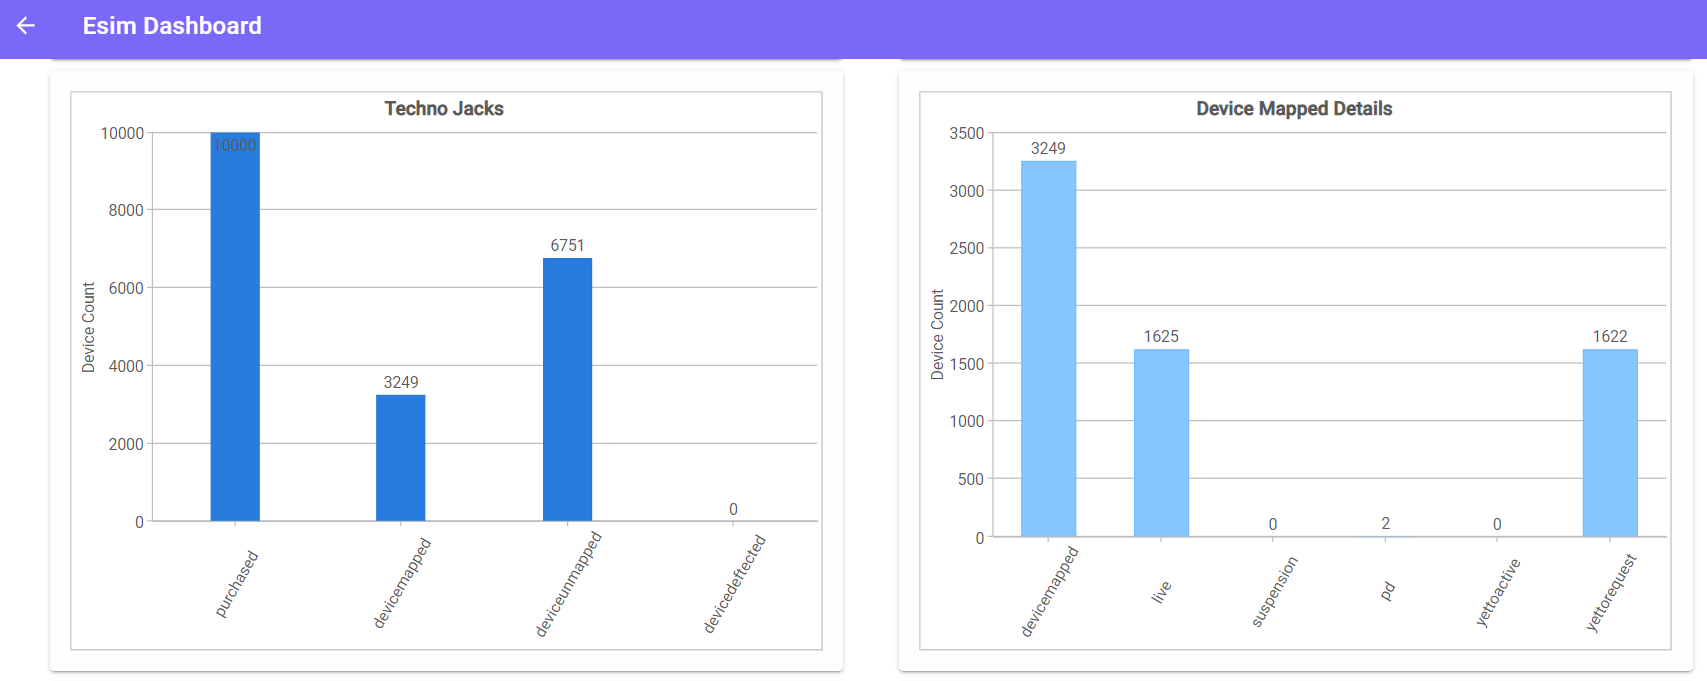 Esim Dashboard
Techno Jacks
Device Count
10000
8000
6000
4000
2000
0
10000
3249
6751
0
purchased
devicemapped
deviceunmapped
devicedeftected
Device Mapped Details
Device Count
3500
3000
2500
2000
1500
1000
500
0
3249
1625
0
2
0
1622
devicemapped
live
suspension
pd
yettoactive
yettorequest